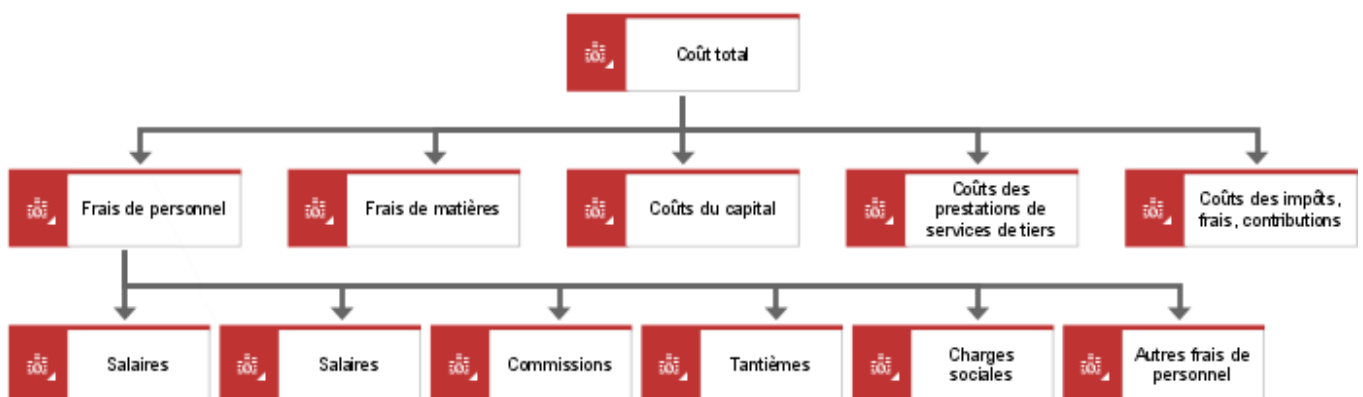 Coût total
Frais de personnel
Frais de matières
Coûts du capital
Coûts des
prestations de
services de tiers
Coûts des impôts,
frais, contributions
Salaires
Salaires
Commissions
Tantièmes
Charges
sociales
Autres frais de
personnel